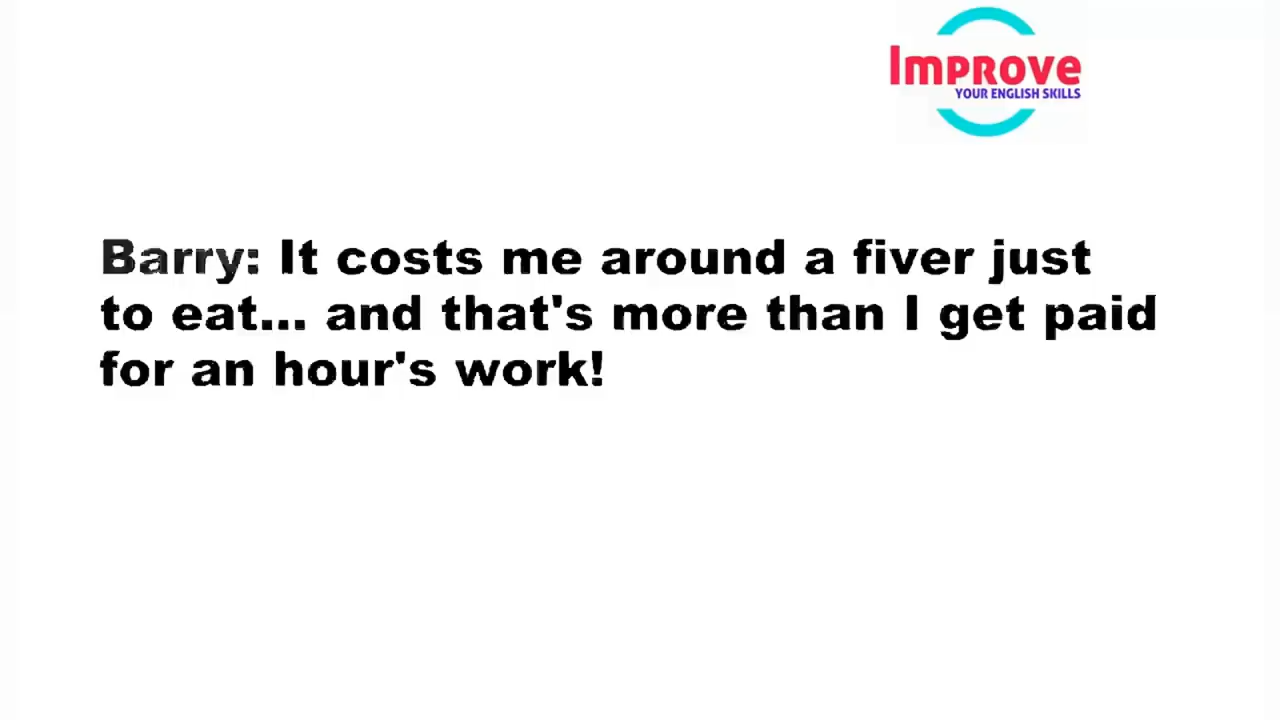 Improve
YOUR ENGLISH SKILLS
Barry: It costs me around a fiver just
to eat... and that's more than I get paid
for an hour's work!